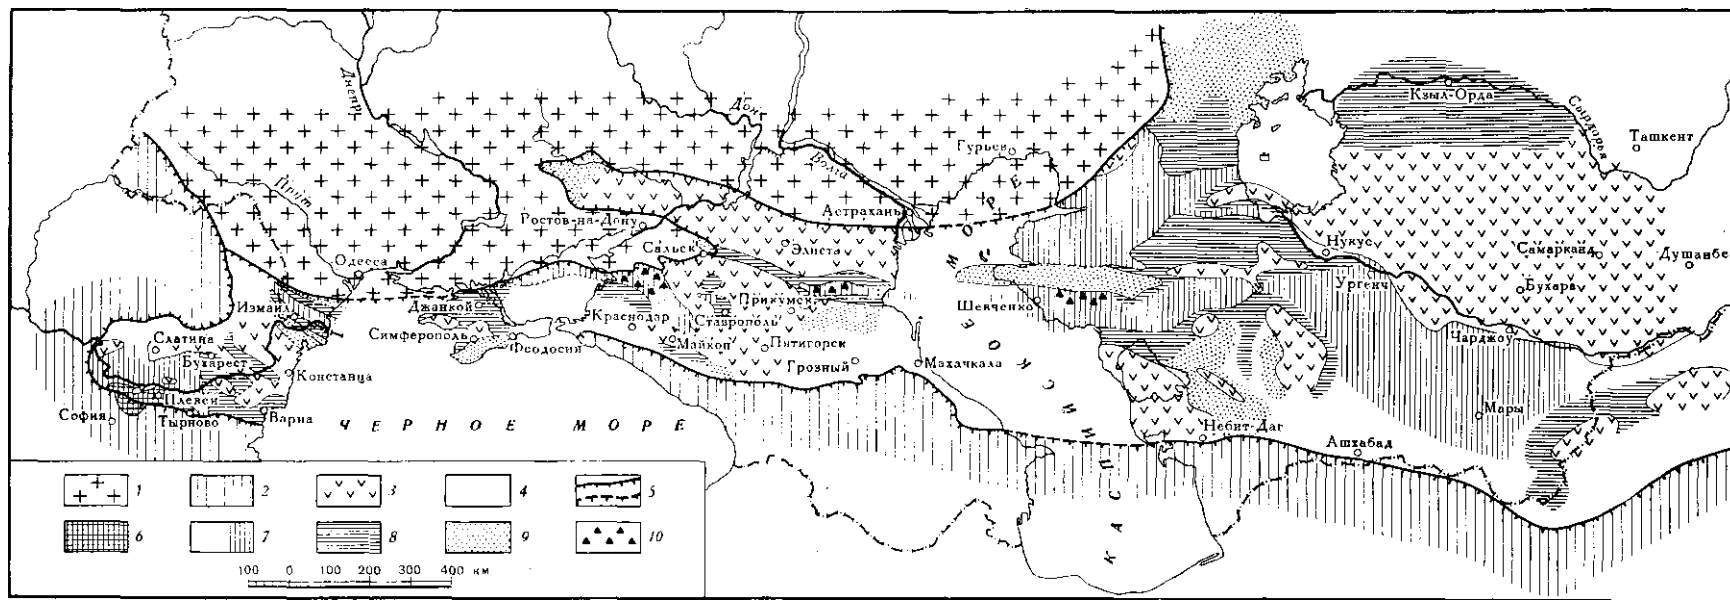 Днепр
Дон
Волга
Прут
Сырдарья
Кзыл-Орда
Ташкент
Гурьев
Ростов-на-Дону
Астрахань
Сальск
Элиста
Одесса
Нукус
Самарканд
Душанбе
Измаил
Джанкой
Прикумск
Шевченко
Ургенч
Бухара
Краснодар
Ставрополь
Симферополь
Феодосия
Слатина
Бухарест
Майкоп
Пятигорск
Чарджоу
Грозный
Махачкала
Констанца
Плевен
София
Тырново
Варна
Мары
Небит-Даг
Ашхабад
ЧЕРНОЕ МОРЕ
КАСПИЙСКОЕ МОРЕ
1 2 3 4 5
6 7 8 9 10
100 0 100 200 300 400 км